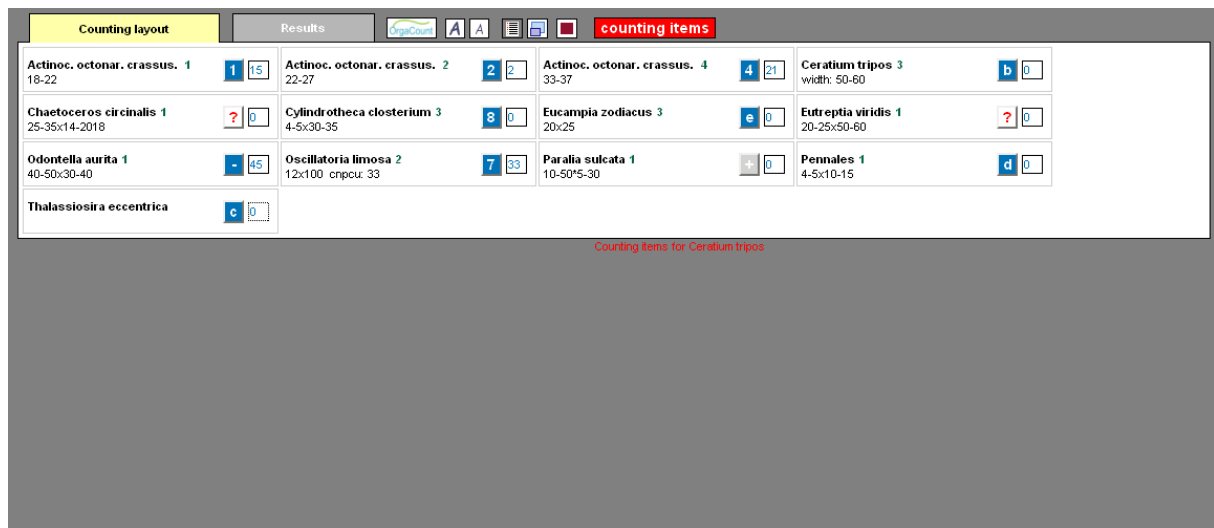 Counting layout
Results
OrgaCount
A
A
counting items
Actinoc. octonar. crassus. 1
18-22
1
15
Actinoc. octonar. crassus. 2
22-27
2
2
Actinoc. octonar. crassus. 4
33-37
4
21
Ceratium tripos 3
width: 50-60
b
0
Chaetoceros circinalis 1
25-35x14-2018
?
0
Cylindrotheca closterium 3
4-5x30-35
8
0
Eucampia zodiacus 3
20x25
e
0
Eutreptia viridis 1
20-25x50-60
?
0
Odontella aurita 1
40-50x30-40
-
45
Oscillatoria limosa 2
12x100 cnpcu: 33
7
33
Paralia sulcata 1
10-50*5-30
+
0
Pennales 1
4-5x10-15
d
0
Thalassiosira eccentrica
c
0
Counting items for Ceratium tripos